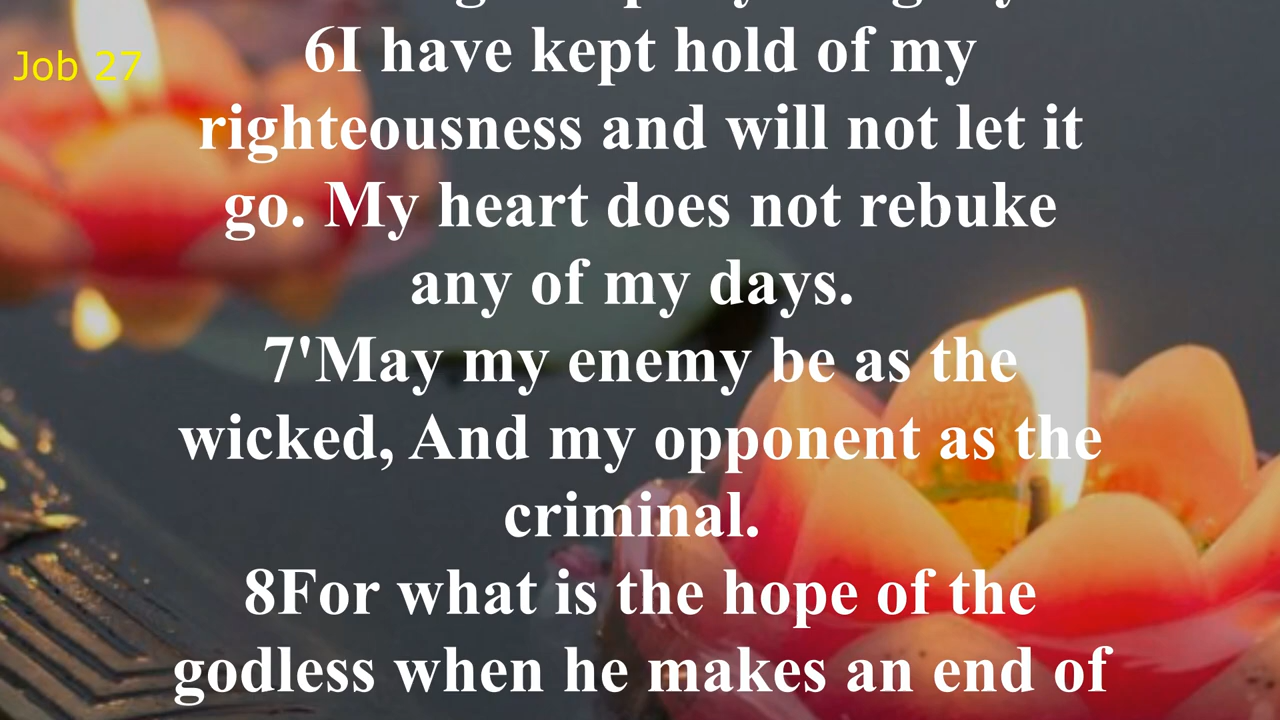 Job 27
6I have kept hold of my
righteousness and will not let it
go. My heart does not rebuke
any of my days.
7'May my enemy be as the
wicked, And my opponent as the
criminal.
8For what is the hope of the
godless when he makes an end of